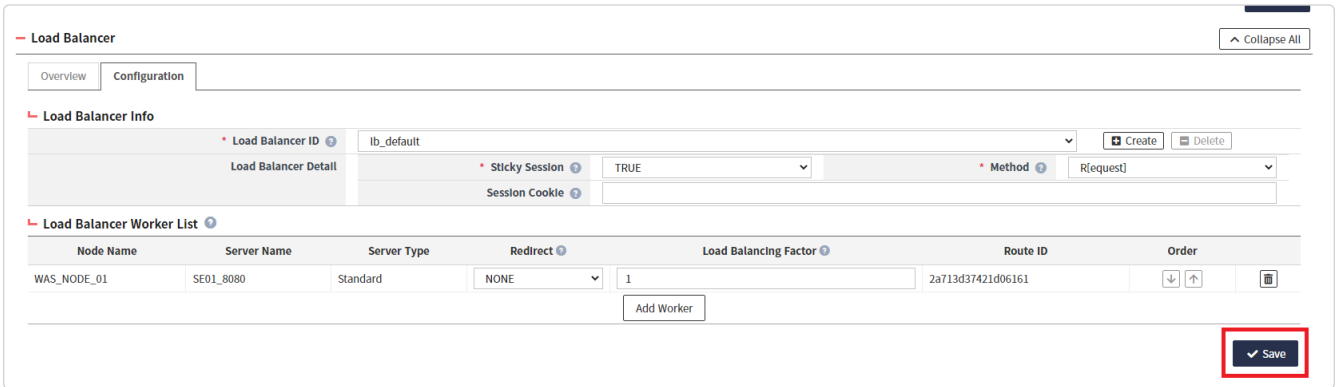 Load Balancer
Collapse All
Overview Configuration
Load Balancer Info
* Load Balancer ID ? lb_default Create Delete
Load Balancer Detail * Sticky Session ? TRUE * Method ? R[equest]
Session Cookie ?
Load Balancer Worker List ?
Node Name Server Name Server Type Redirect ? Load Balancing Factor ? Route ID Order
WAS_NODE_01 SE01_8080 Standard NONE 1 2a713d37421d06161
Add Worker
Save